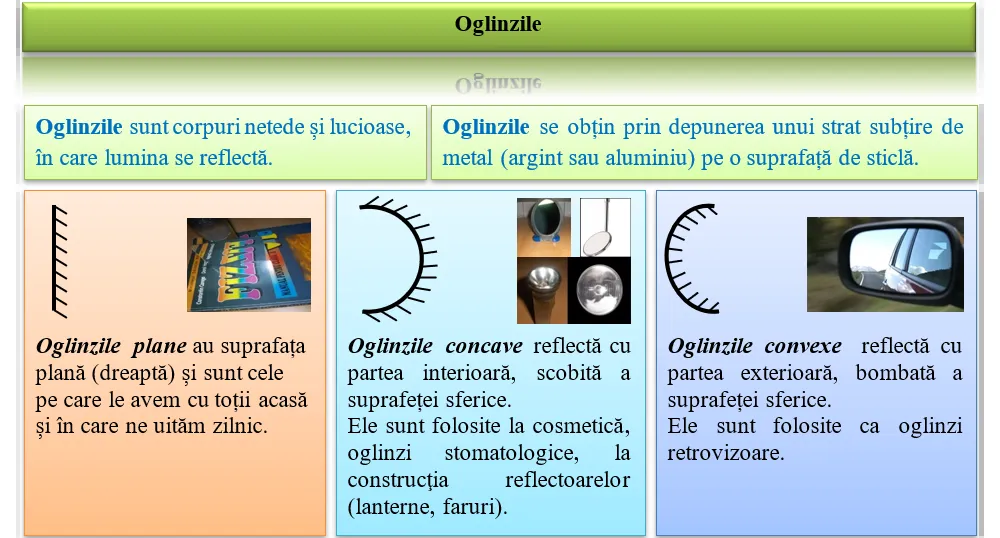 Oglinzile
Oglinzile sunt corpuri netede și lucioase,
în care lumina se reflectă.
Oglinzile se obțin prin depunerea unui strat subțire de
metal (argint sau aluminiu) pe o suprafață de sticlă.
Oglinzile plane au suprafața
plană (dreaptă) și sunt cele
pe care le avem cu toții acasă
și în care ne uităm zilnic.
Oglinzile concave reflectă cu
partea interioară, scobită a
suprafeței sferice.
Ele sunt folosite la cosmetică,
oglinzi stomatologice, la
construcţia reflectoarelor
(lanterne, faruri).
Oglinzile convexe reflectă cu
partea exterioară, bombată a
suprafeței sferice.
Ele sunt folosite ca oglinzi
retrovizoare.